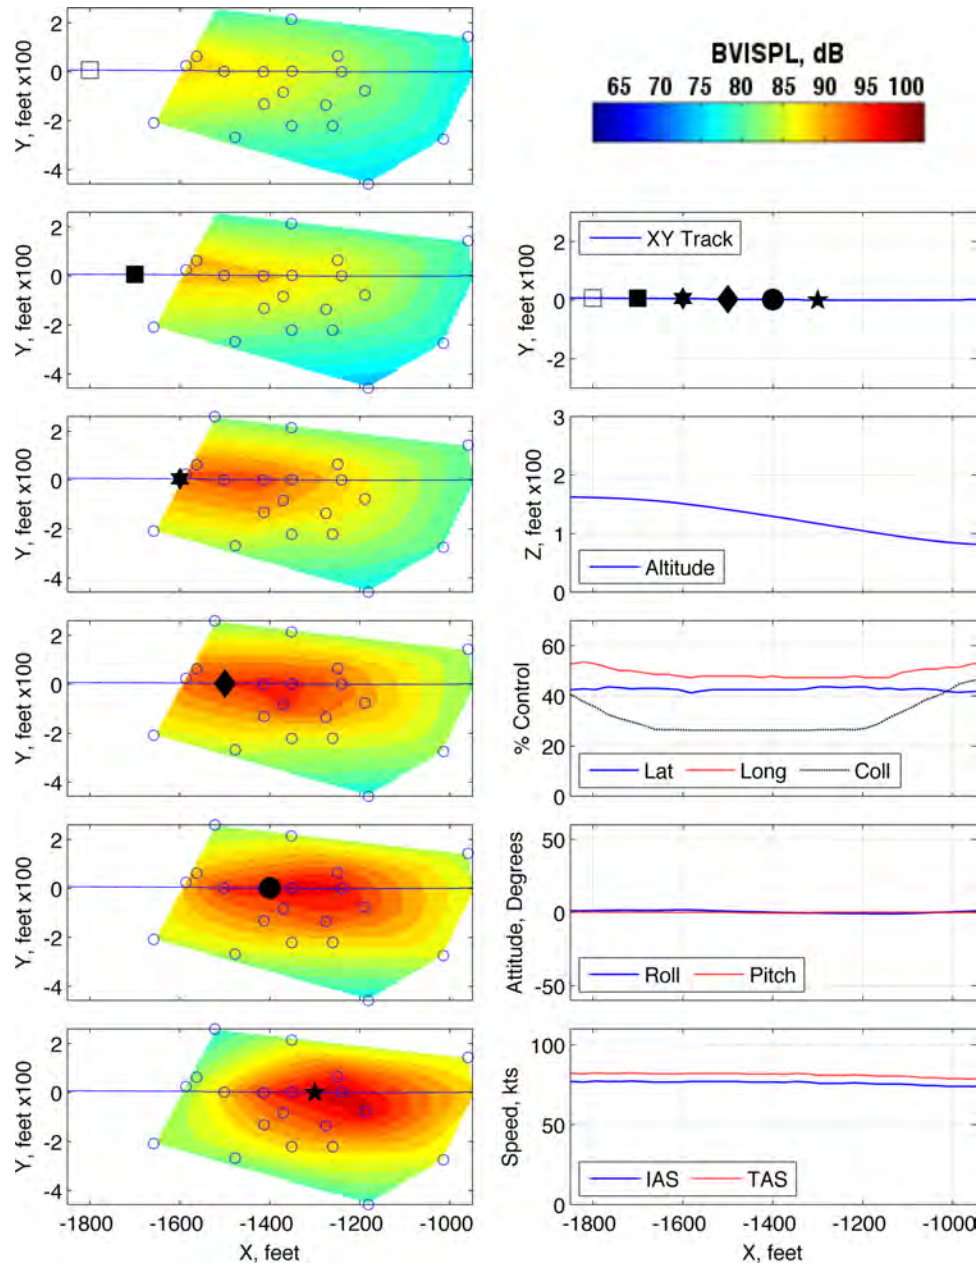 BVISPL, dB
65 70 75 80 85 90 95 100
Y, feet x100
2
0
-2
-4
Y, feet x100
2
0
-2
-4
XY Track
Y, feet x100
2
0
-2
Y, feet x100
2
0
-2
-4
Z, feet x100
3
2
1
0
Altitude
Y, feet x100
2
0
-2
-4
% Control
60
40
20
0
Lat Long Coll
Y, feet x100
2
0
-2
-4
Attitude, Degrees
50
0
-50
Roll Pitch
Y, feet x100
2
0
-2
-4
-1800 -1600 -1400 -1200 -1000
X, feet
Speed, kts
100
50
0
IAS TAS
-1800 -1600 -1400 -1200 -1000
X, feet